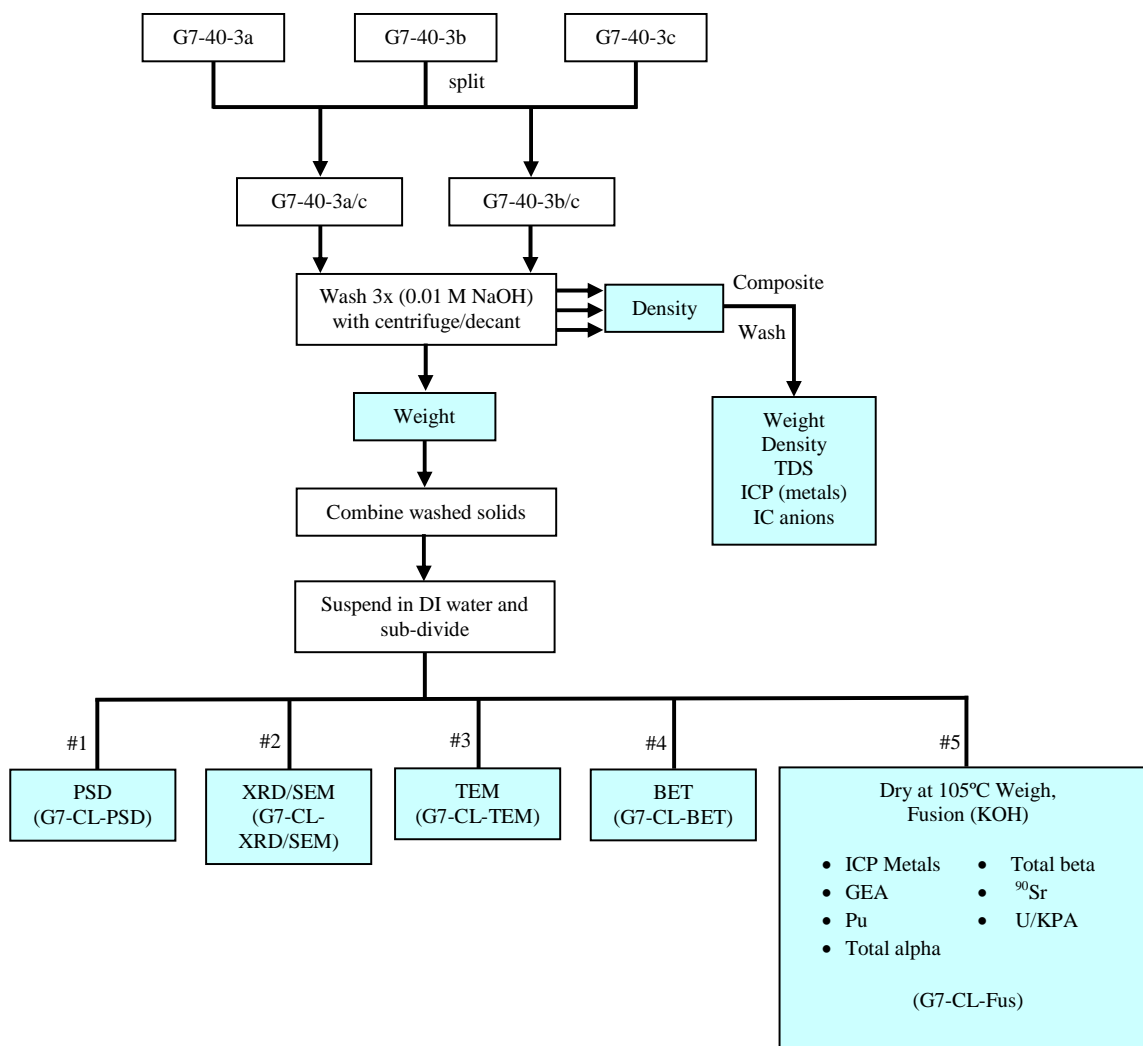 G7-40-3a
G7-40-3b
G7-40-3c
split
G7-40-3a/c
G7-40-3b/c
Wash 3x (0.01 M NaOH)
with centrifuge/decant
Density
Composite
Wash
Weight
Weight
Density
TDS
ICP (metals)
IC anions
Combine washed solids
Suspend in DI water and
sub-divide
#1
#2
#3
#4
#5
PSD
(G7-CL-PSD)
XRD/SEM
(G7-CL-
XRD/SEM)
TEM
(G7-CL-TEM)
BET
(G7-CL-BET)
Dry at 105ºC Weigh,
Fusion (KOH)
• ICP Metals
• GEA
• Pu
• Total alpha
• Total beta
• ⁹⁰Sr
• U/KPA
(G7-CL-Fus)